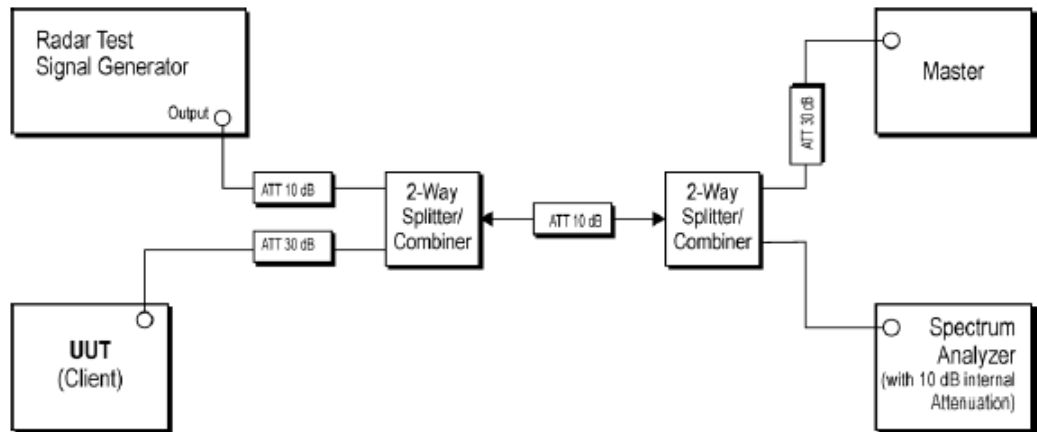 Radar Test
Signal Generator
Output
ATT 10 dB
2-Way
Splitter/
Combiner
ATT 30 dB
UUT
(Client)
ATT 10 dB
2-Way
Splitter/
Combiner
ATT 30 dB
Master
Spectrum
Analyzer
(with 10 dB internal
Attenuation)